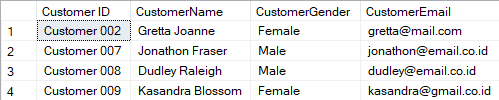 Customer ID CustomerName CustomerGender CustomerEmail
1 Customer 002 Gretta Joanne Female gretta@mail.com
2 Customer 007 Jonathon Fraser Male jonathon@email.co.id
3 Customer 008 Dudley Raleigh Male dudley@email.co.id
4 Customer 009 Kasandra Blossom Female kasandra@gmail.co.id